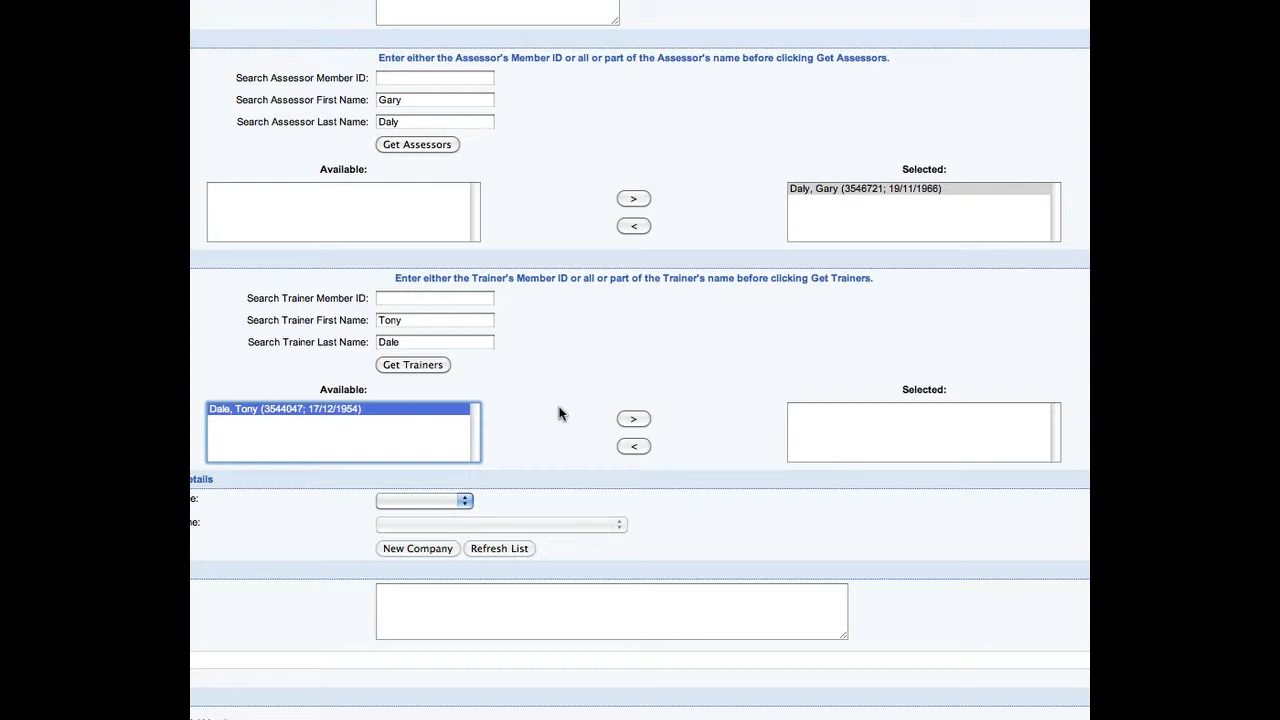 Enter either the Assessor's Member ID or all or part of the Assessor's name before clicking Get Assessors.
Search Assessor Member ID:
Search Assessor First Name: Gary
Search Assessor Last Name: Daly
Get Assessors
Available: Selected:
Daly, Gary (3546721; 19/11/1966)
>
<
Enter either the Trainer's Member ID or all or part of the Trainer's name before clicking Get Trainers.
Search Trainer Member ID:
Search Trainer First Name: Tony
Search Trainer Last Name: Dale
Get Trainers
Available: Selected:
Dale, Tony (3544047; 17/12/1954)
>
<
etails
e:
ne:
New Company Refresh List